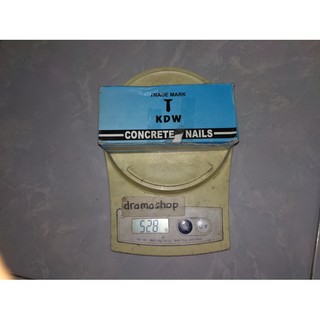 TRADE MARK
T
KDW
CONCRETE NAILS
dramashop
528